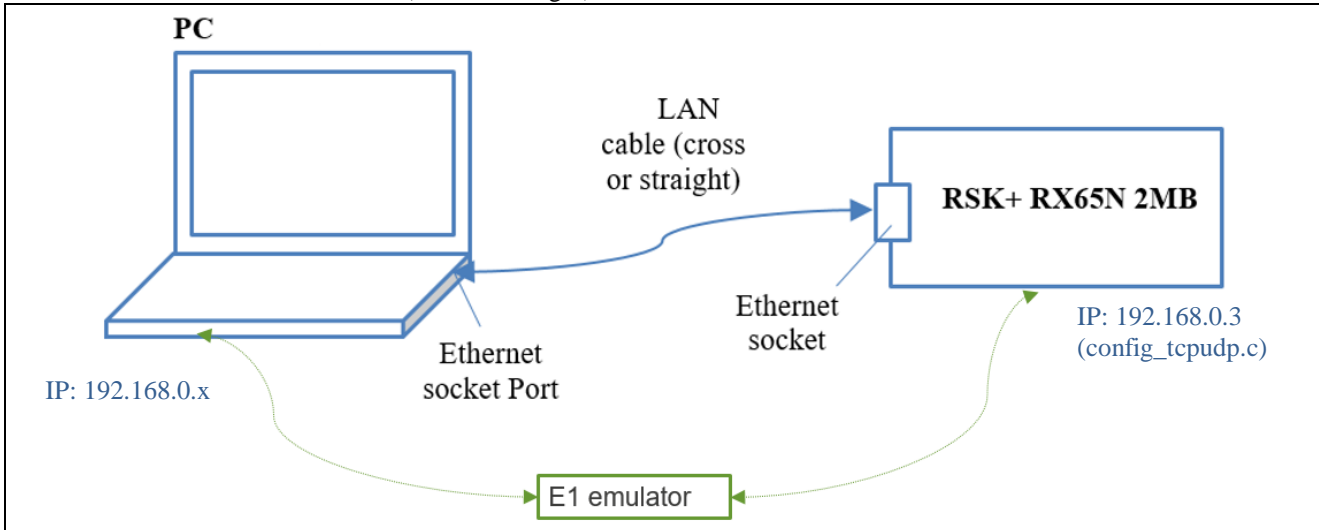 PC
LAN
cable (cross
or straight)
RSK+ RX65N 2MB
Ethernet
socket
IP: 192.168.0.3
(config_tcpudp.c)
Ethernet
socket Port
IP: 192.168.0.x
E1 emulator